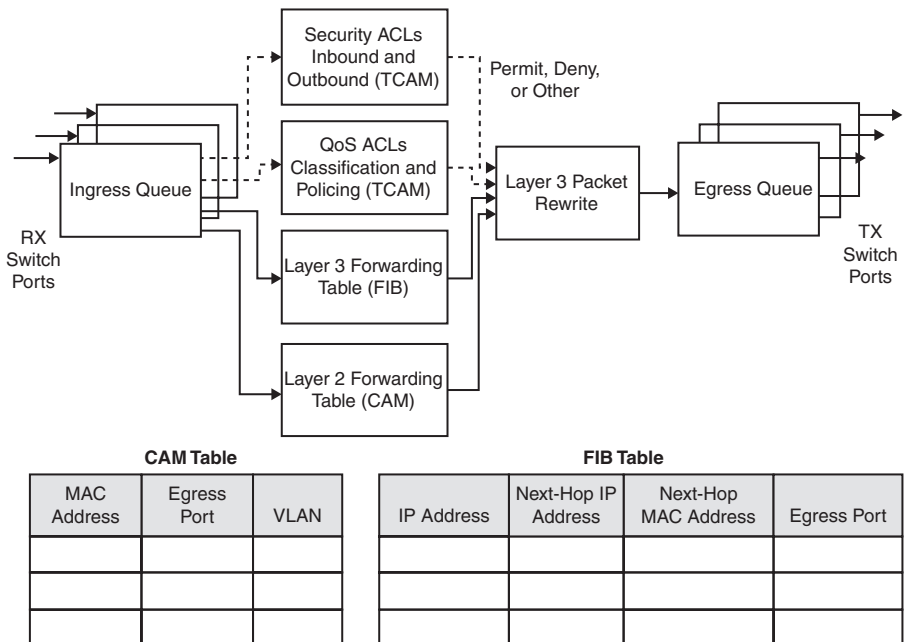 Security ACLs
Inbound and
Outbound (TCAM)
Permit, Deny,
or Other
QoS ACLs
Classification and
Policing (TCAM)
Ingress Queue
Layer 3 Packet
Rewrite
Egress Queue
RX
Switch
Ports
TX
Switch
Ports
Layer 3 Forwarding
Table (FIB)
Layer 2 Forwarding
Table (CAM)
CAM Table
MAC
Address
Egress
Port
VLAN
FIB Table
IP Address
Next-Hop IP
Address
Next-Hop
MAC Address
Egress Port